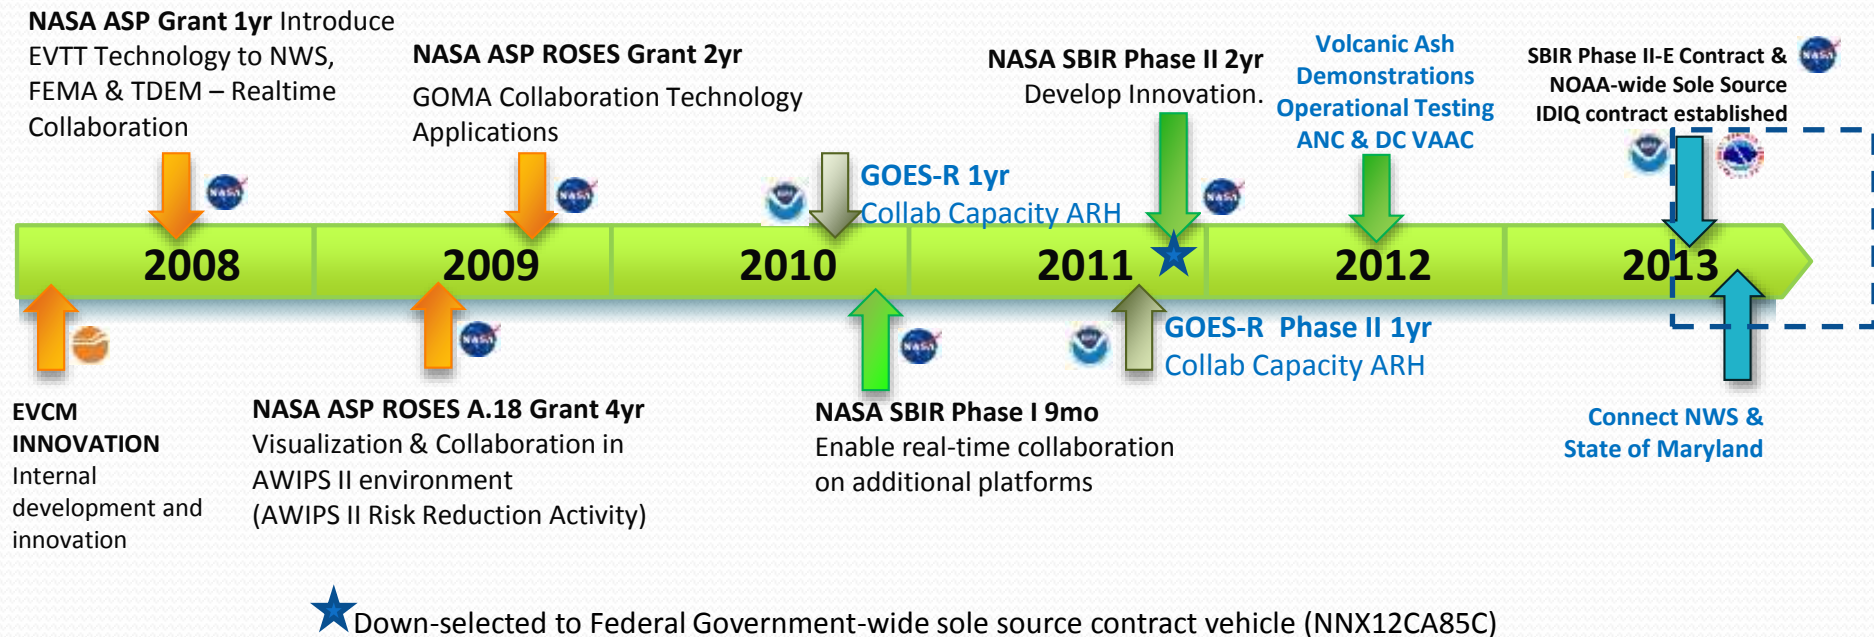 NASA ASP Grant 1yr Introduce
EVTT Technology to NWS,
FEMA & TDEM – Realtime
Collaboration
NASA ASP ROSES Grant 2yr
GOMA Collaboration Technology
Applications
GOES-R 1yr
Collab Capacity ARH
NASA SBIR Phase II 2yr
Develop Innovation.
Volcanic Ash
Demonstrations
Operational Testing
ANC & DC VAAC
SBIR Phase II-E Contract &
NOAA-wide Sole Source
IDIQ contract established
NASA
NASA
NASA
NASA
2008
2009
2010
2011
2012
2013
NASA
NASA
EVCM
INNOVATION
Internal
development and
innovation
NASA ASP ROSES A.18 Grant 4yr
Visualization & Collaboration in
AWIPS II environment
(AWIPS II Risk Reduction Activity)
NASA SBIR Phase I 9mo
Enable real-time collaboration
on additional platforms
GOES-R Phase II 1yr
Collab Capacity ARH
Connect NWS &
State of Maryland
Down-selected to Federal Government-wide sole source contract vehicle (NNX12CA85C)